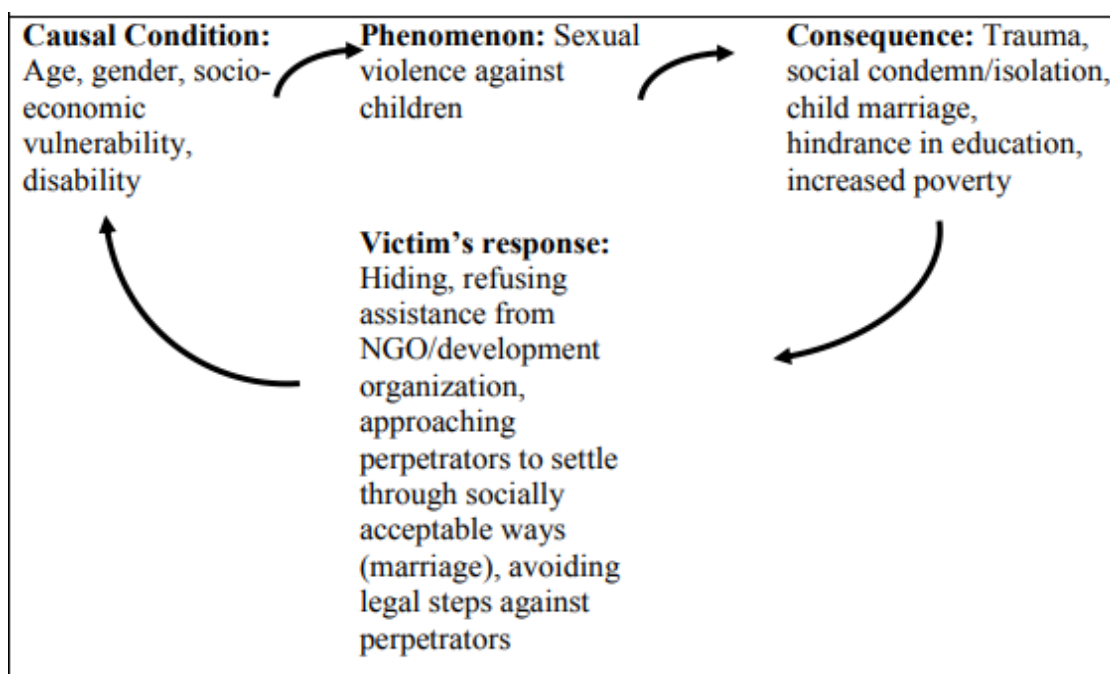 Causal Condition:
Age, gender, socio-
economic
vulnerability,
disability
Phenomenon: Sexual
violence against
children
Consequence: Trauma,
social condemn/isolation,
child marriage,
hindrance in education,
increased poverty
Victim’s response:
Hiding, refusing
assistance from
NGO/development
organization,
approaching
perpetrators to settle
through socially
acceptable ways
(marriage), avoiding
legal steps against
perpetrators